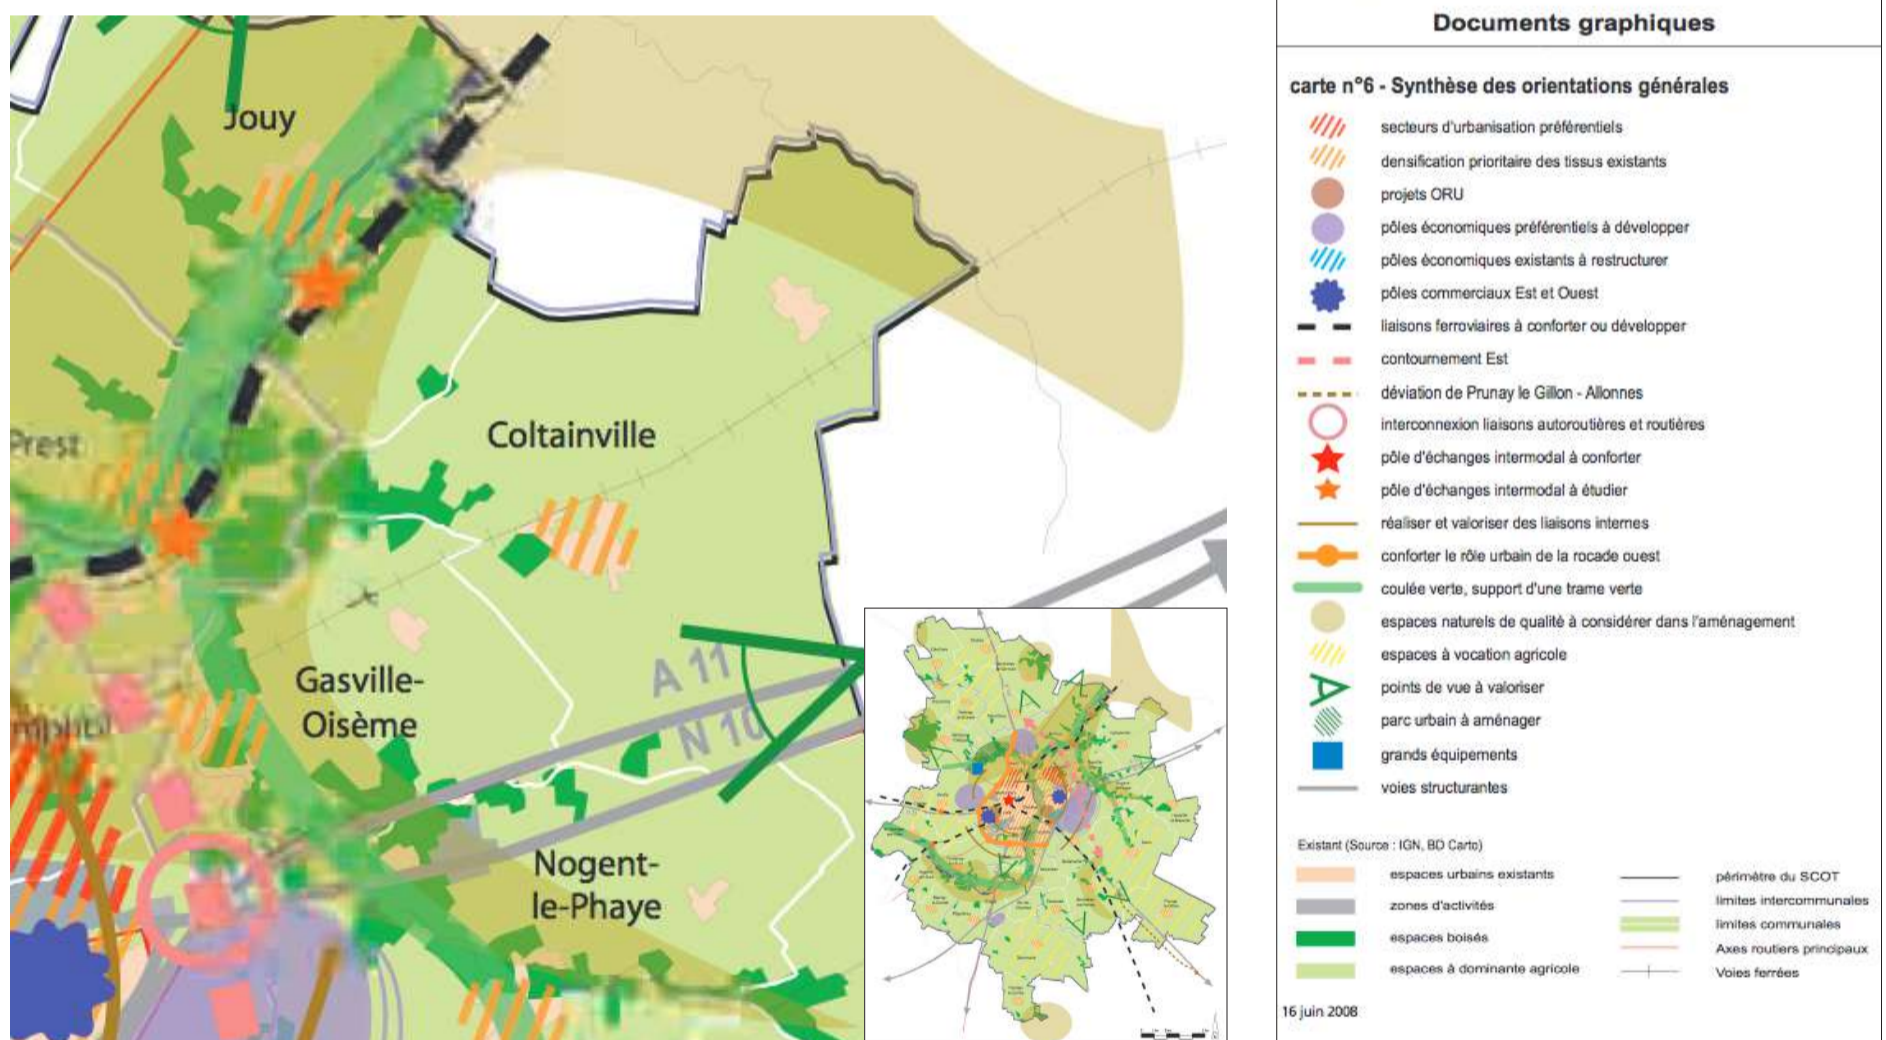 Jouy
Coltainville
Prest
Gasville-
Oisème
A 11
N 10
Nogent-
le-Phaye
Documents graphiques
carte n°6 - Synthèse des orientations générales
secteurs d'urbanisation préférentiels
densification prioritaire des tissus existants
projets ORU
pôles économiques préférentiels à développer
pôles économiques existants à restructurer
pôles commerciaux Est et Ouest
liaisons ferroviaires à conforter ou développer
contournement Est
déviation de Prunay le Gillon - Allonnes
interconnexion liaisons autoroutières et routières
pôle d'échanges intermodal à conforter
pôle d'échanges intermodal à étudier
réaliser et valoriser des liaisons internes
conforter le rôle urbain de la rocade ouest
coulée verte, support d'une trame verte
espaces naturels de qualité à considérer dans l'aménagement
espaces à vocation agricole
points de vue à valoriser
parc urbain à aménager
grands équipements
voies structurantes
Existant (Source : IGN, BD Carto)
espaces urbains existants
zones d'activités
espaces boisés
espaces à dominante agricole
périmètre du SCOT
limites intercommunales
limites communales
Axes routiers principaux
Voies ferrées
16 juin 2008